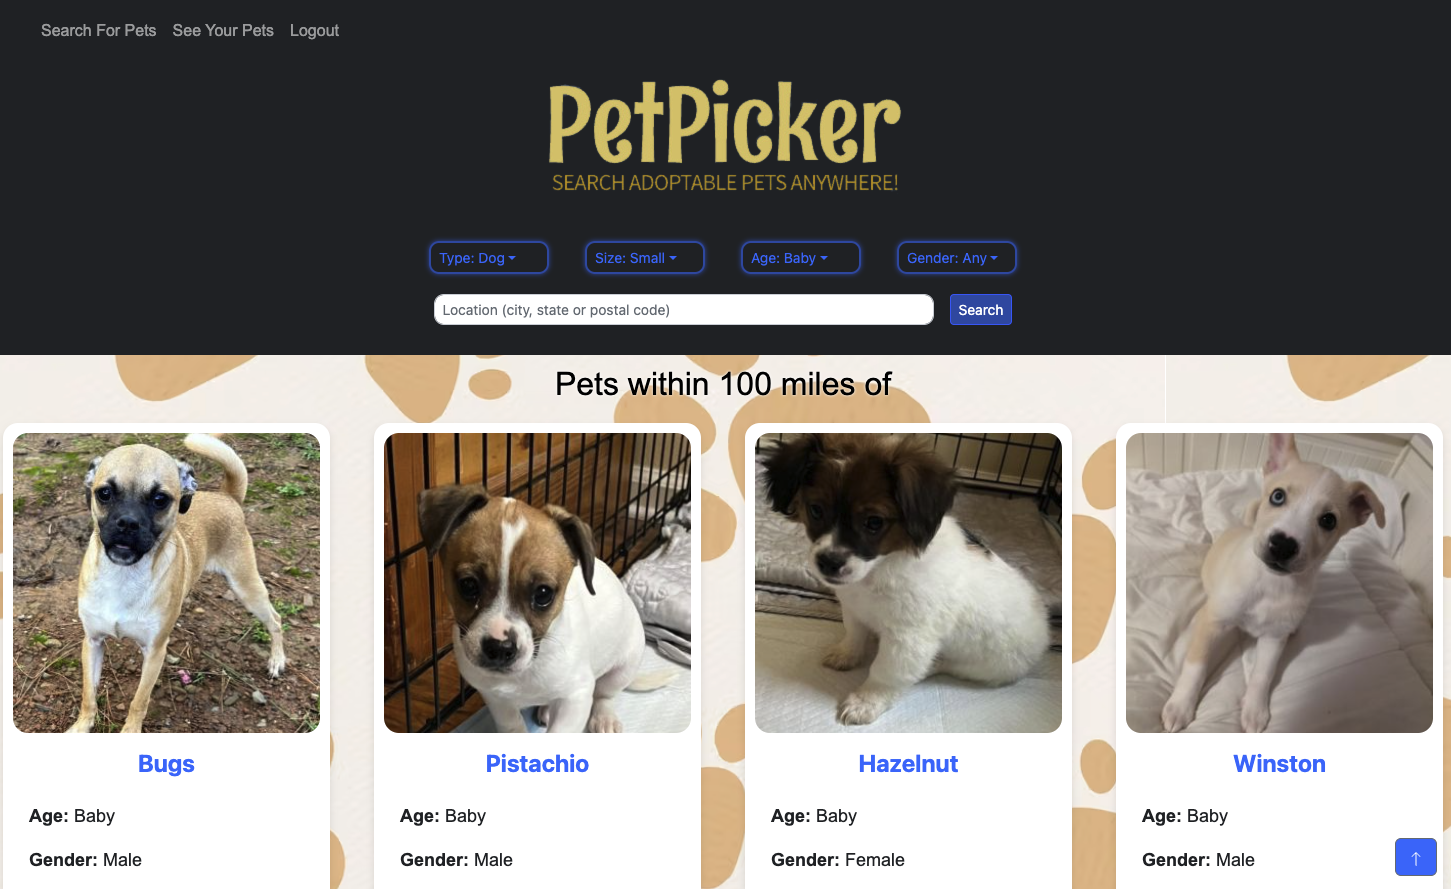 Search For Pets See Your Pets Logout
PetPicker
SEARCH ADOPTABLE PETS ANYWHERE!
Type: Dog Size: Small Age: Baby Gender: Any
Location (city, state or postal code) Search
Pets within 100 miles of
Bugs Pistachio Hazelnut Winston
Age: Baby Age: Baby Age: Baby Age: Baby
Gender: Male Gender: Male Gender: Female Gender: Male